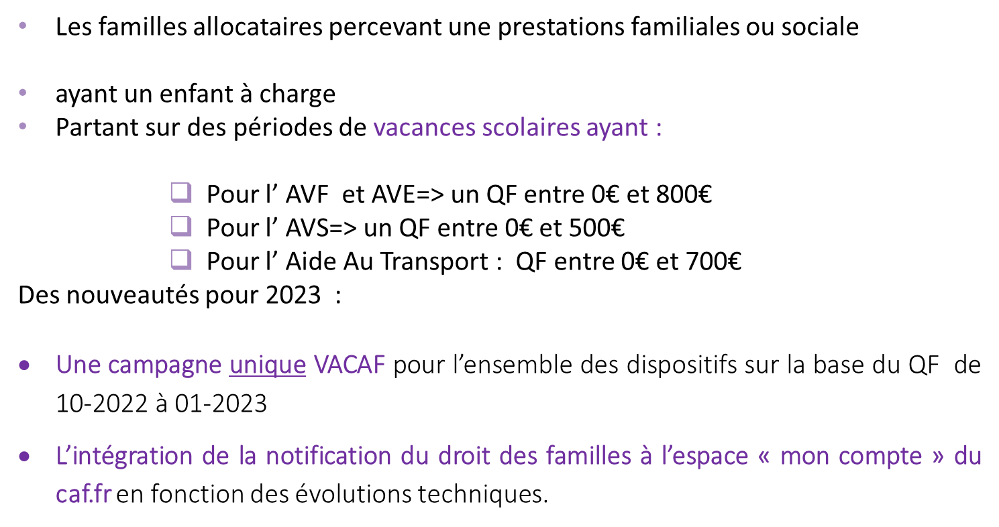 • Les familles allocataires percevant une prestations familiales ou sociale
• ayant un enfant à charge
• Partant sur des périodes de vacances scolaires ayant :
❑ Pour l’ AVF et AVE=> un QF entre 0€ et 800€
❑ Pour l’ AVS=> un QF entre 0€ et 500€
❑ Pour l’ Aide Au Transport : QF entre 0€ et 700€
Des nouveautés pour 2023 :
• Une campagne unique VACAF pour l’ensemble des dispositifs sur la base du QF de
10-2022 à 01-2023
• L’intégration de la notification du droit des familles à l’espace « mon compte » du
caf.fr en fonction des évolutions techniques.